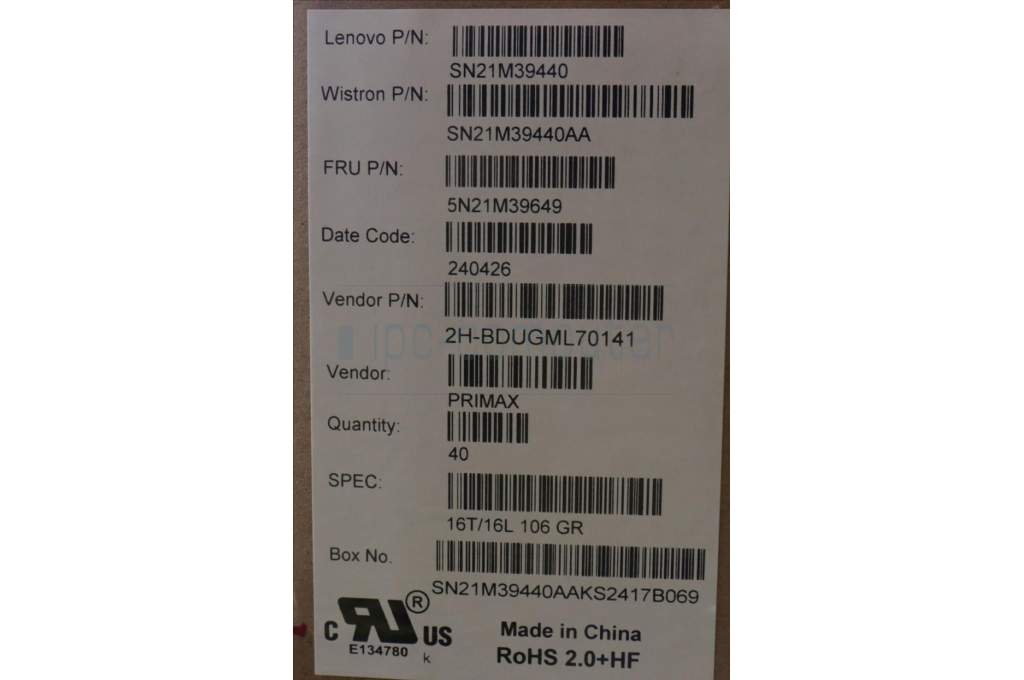 Lenovo P/N:
SN21M39440
Wistron P/N:
SN21M39440AA
FRU P/N:
5N21M39649
Date Code:
240426
Vendor P/N:
2H-BDUGML70141
Vendor:
PRIMAX
Quantity:
40
SPEC:
16T/16L 106 GR
Box No.
SN21M39440AAKS2417B069
C RU® US
E134780
k
Made in China
RoHS 2.0+HF